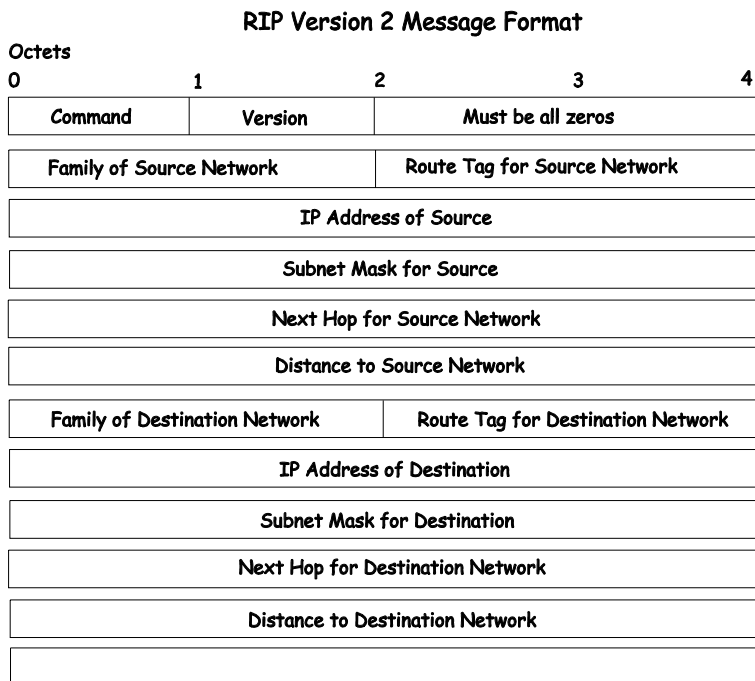 RIP Version 2 Message Format
Octets
0 1 2 3 4
Command Version Must be all zeros
Family of Source Network Route Tag for Source Network
IP Address of Source
Subnet Mask for Source
Next Hop for Source Network
Distance to Source Network
Family of Destination Network Route Tag for Destination Network
IP Address of Destination
Subnet Mask for Destination
Next Hop for Destination Network
Distance to Destination Network